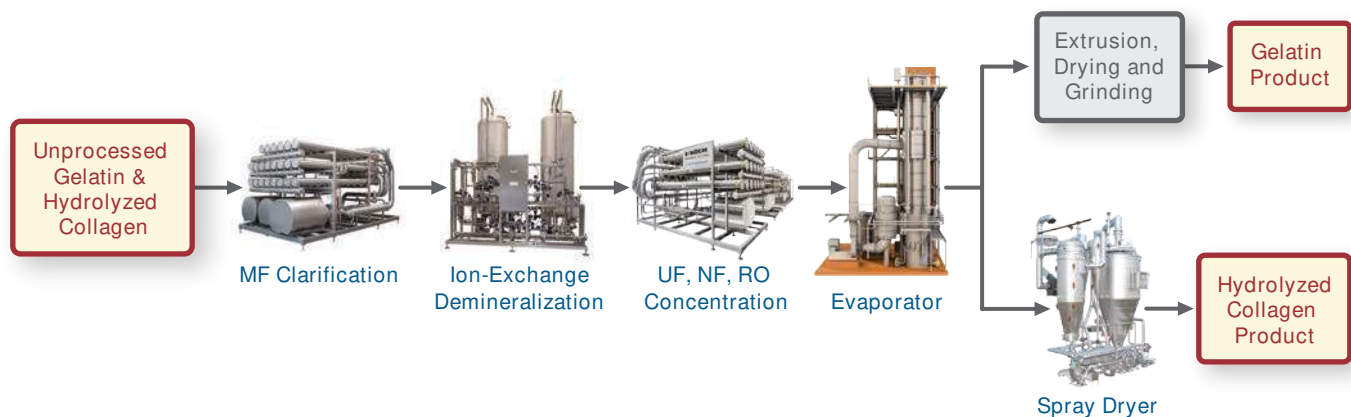 Unprocessed
Gelatin &
Hydrolyzed
Collagen
MF Clarification
Ion-Exchange
Demineralization
UF, NF, RO
Concentration
Evaporator
Extrusion,
Drying and
Grinding
Gelatin
Product
Spray Dryer
Hydrolyzed
Collagen
Product